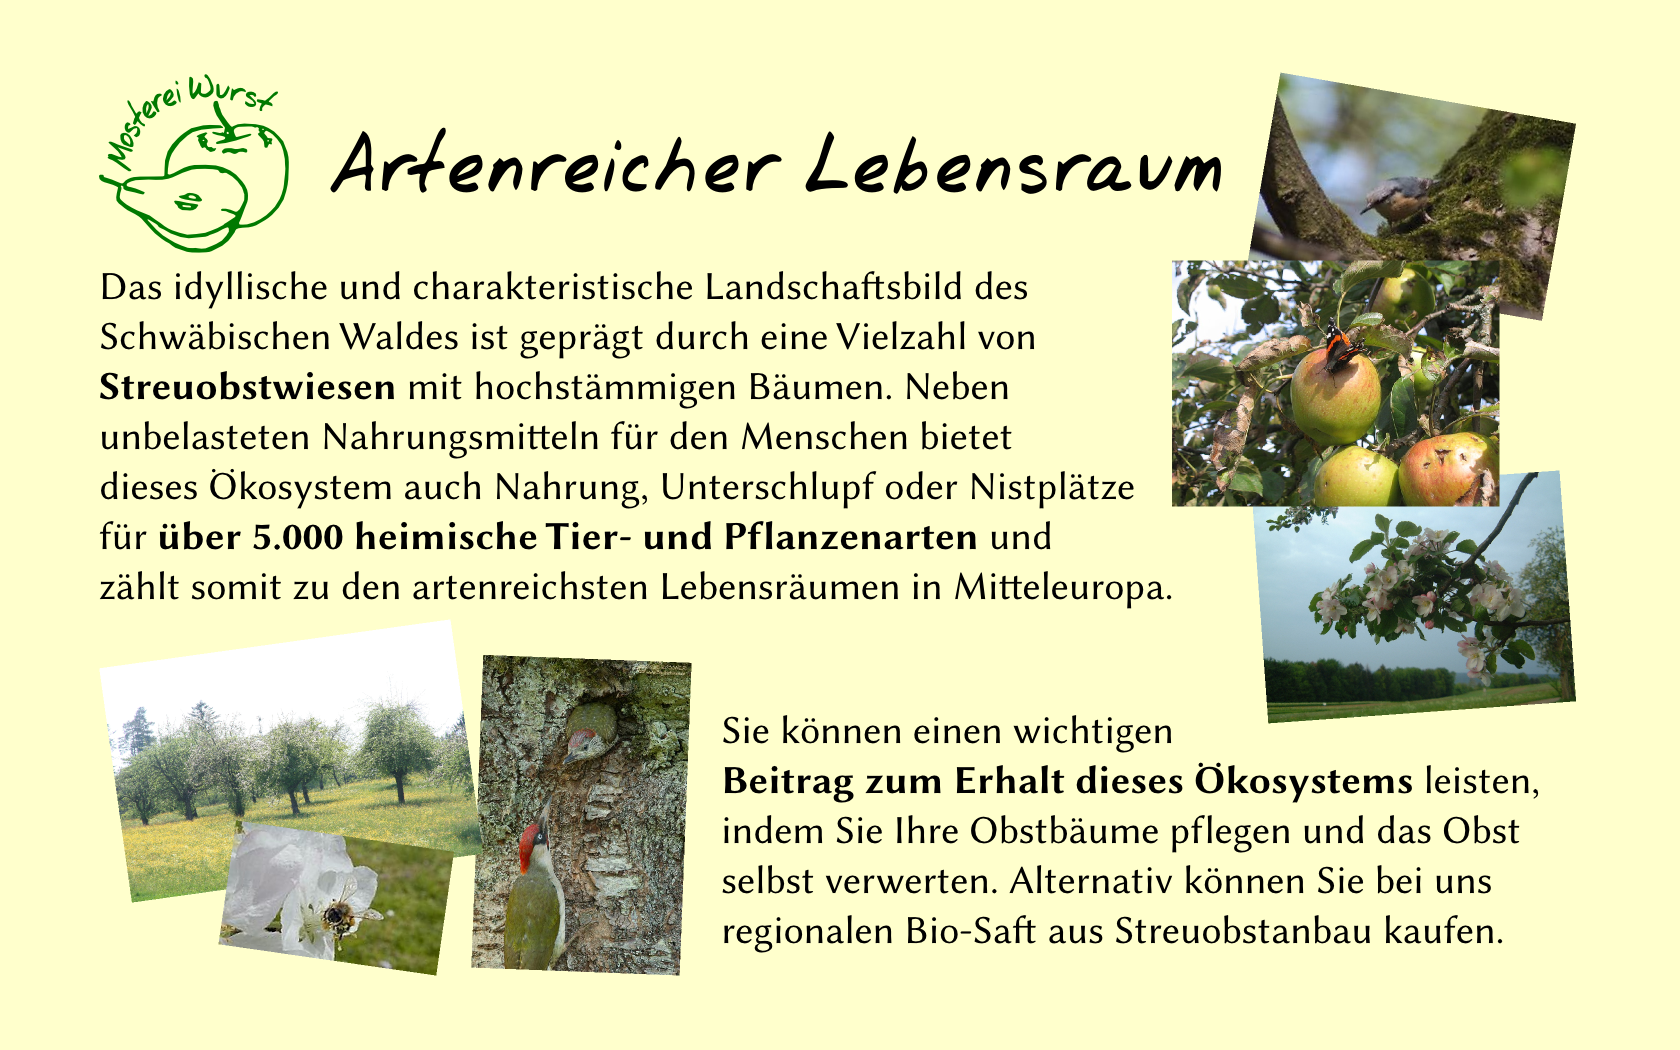 Mosterei Wurst
Artenreicher Lebensraum
Das idyllische und charakteristische Landschaftsbild des
Schwäbischen Waldes ist geprägt durch eine Vielzahl von
Streuobstwiesen mit hochstämmigen Bäumen. Neben
unbelasteten Nahrungsmitteln für den Menschen bietet
dieses Ökosystem auch Nahrung, Unterschlupf oder Nistplätze
für über 5.000 heimische Tier- und Pflanzenarten und
zählt somit zu den artenreichsten Lebensräumen in Mitteleuropa.
Sie können einen wichtigen
Beitrag zum Erhalt dieses Ökosystems leisten,
indem Sie Ihre Obstbäume pflegen und das Obst
selbst verwerten. Alternativ können Sie bei uns
regionalen Bio-Saft aus Streuobstanbau kaufen.